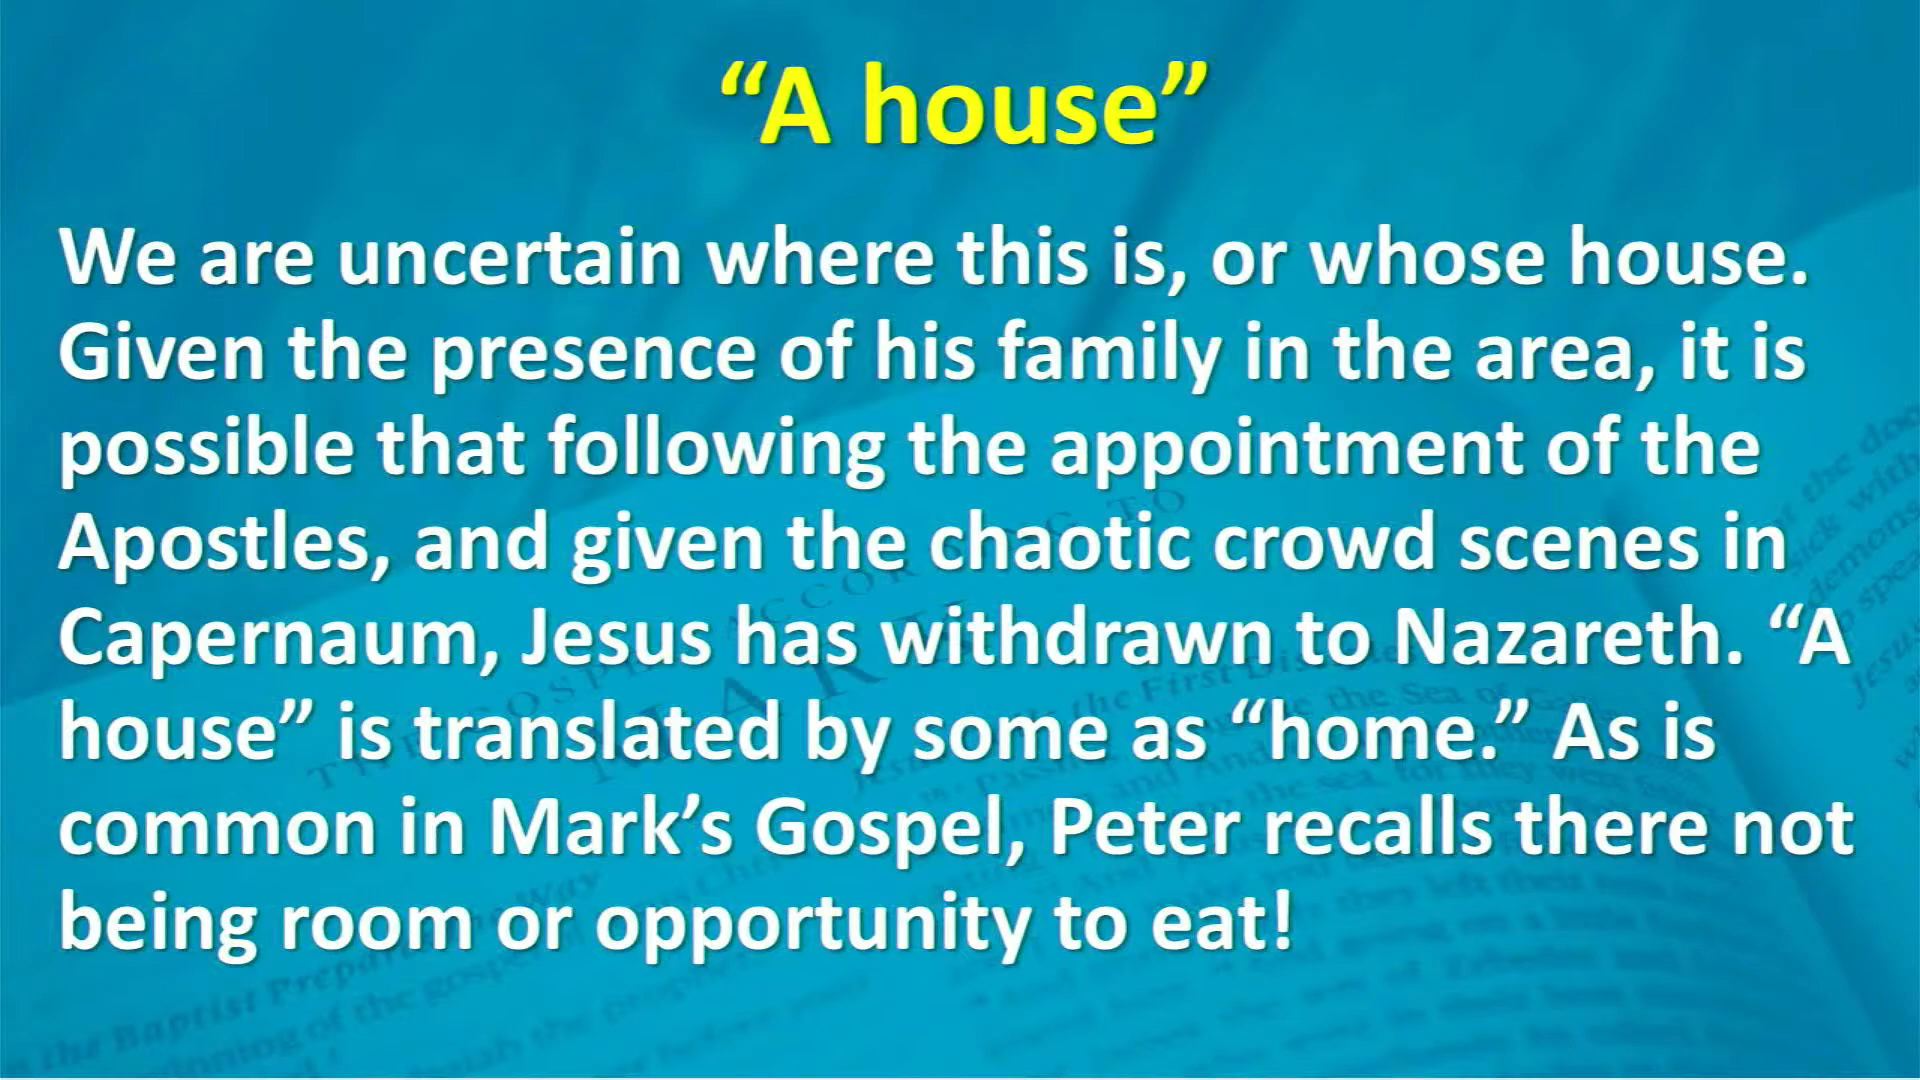 “A house”
We are uncertain where this is, or whose house.
Given the presence of his family in the area, it is
possible that following the appointment of the
Apostles, and given the chaotic crowd scenes in
Capernaum, Jesus has withdrawn to Nazareth. “A
house” is translated by some as “home.” As is
common in Mark’s Gospel, Peter recalls there not
being room or opportunity to eat!